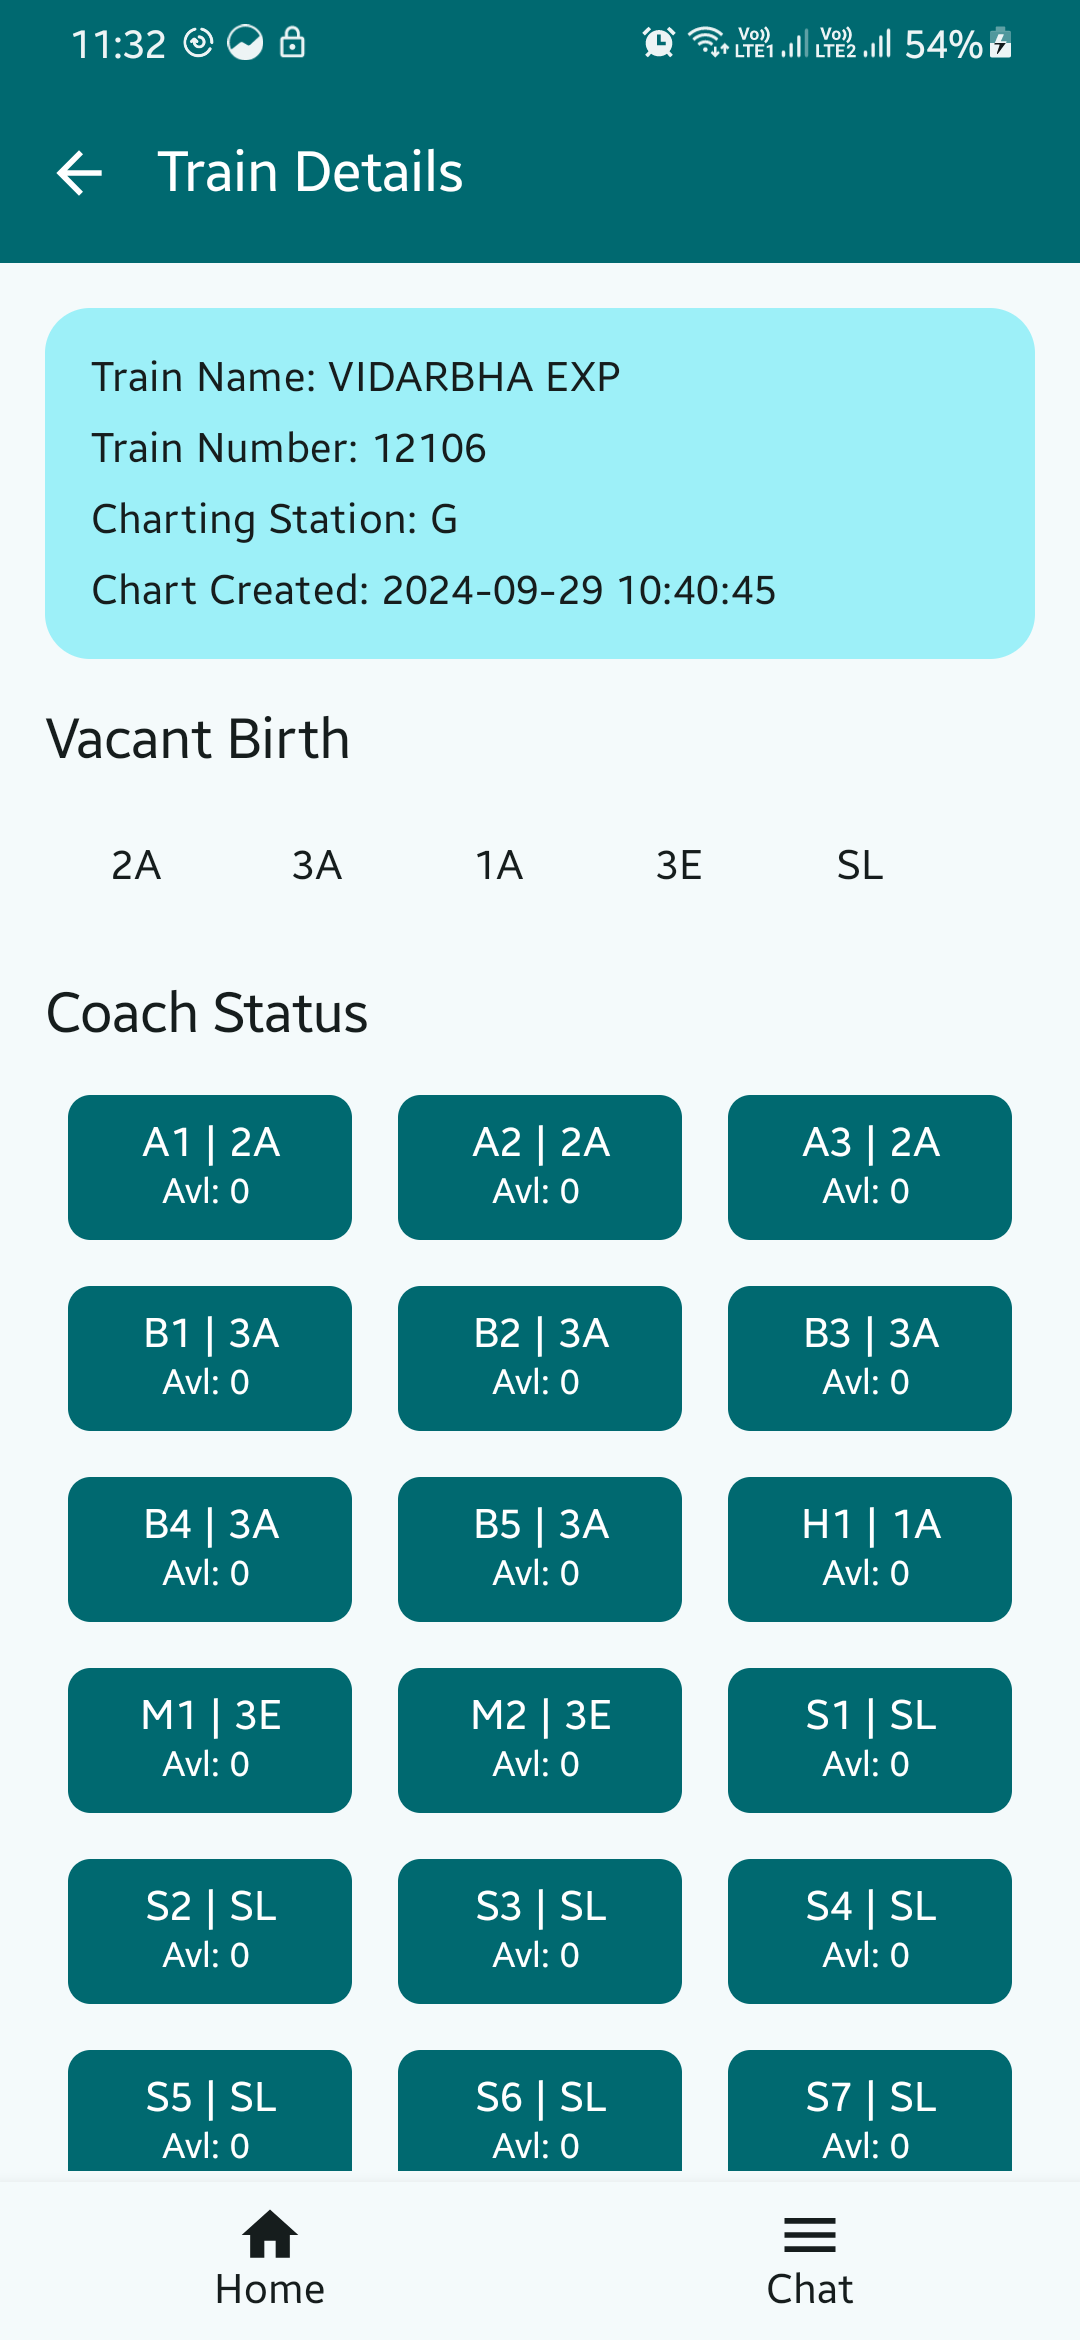 11:32 Vo)) LTE1 Vo)) LTE2 54%
Train Details
Train Name: VIDARBHA EXP
Train Number: 12106
Charting Station: G
Chart Created: 2024-09-29 10:40:45
Vacant Birth
2A 3A 1A 3E SL
Coach Status
A1 | 2A A2 | 2A A3 | 2A
Avl: 0 Avl: 0 Avl: 0
B1 | 3A B2 | 3A B3 | 3A
Avl: 0 Avl: 0 Avl: 0
B4 | 3A B5 | 3A H1 | 1A
Avl: 0 Avl: 0 Avl: 0
M1 | 3E M2 | 3E S1 | SL
Avl: 0 Avl: 0 Avl: 0
S2 | SL S3 | SL S4 | SL
Avl: 0 Avl: 0 Avl: 0
S5 | SL S6 | SL S7 | SL
Avl: 0 Avl: 0 Avl: 0
Home Chat